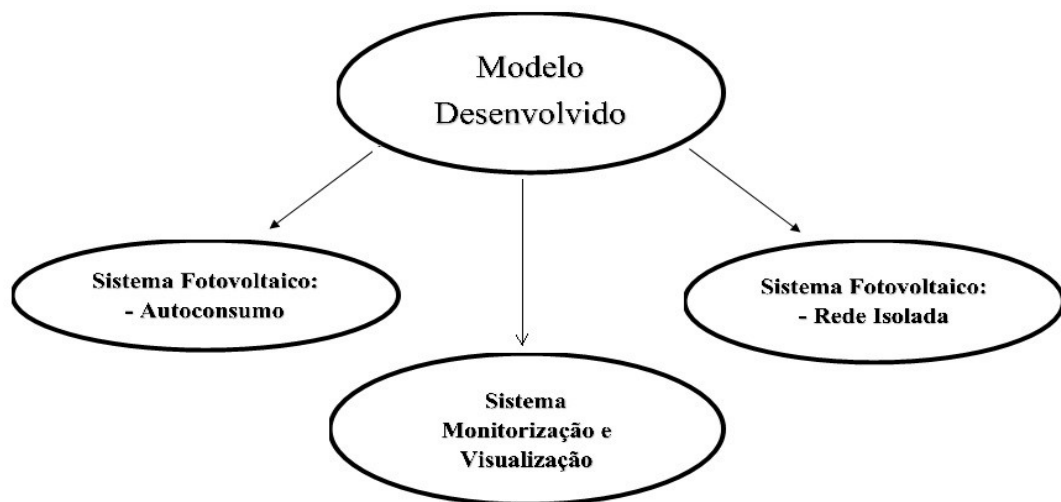 Modelo
Desenvolvido
Sistema Fotovoltaico:
- Autoconsumo
Sistema Fotovoltaico:
- Rede Isolada
Sistema
Monitorização e
Visualização